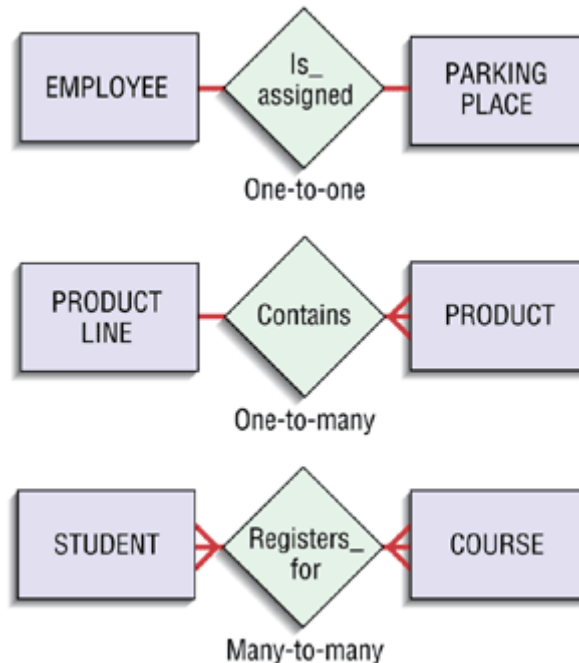 EMPLOYEE
Is_
assigned
PARKING
PLACE
One-to-one
PRODUCT
LINE
Contains
PRODUCT
One-to-many
STUDENT
Registers_
for
COURSE
Many-to-many